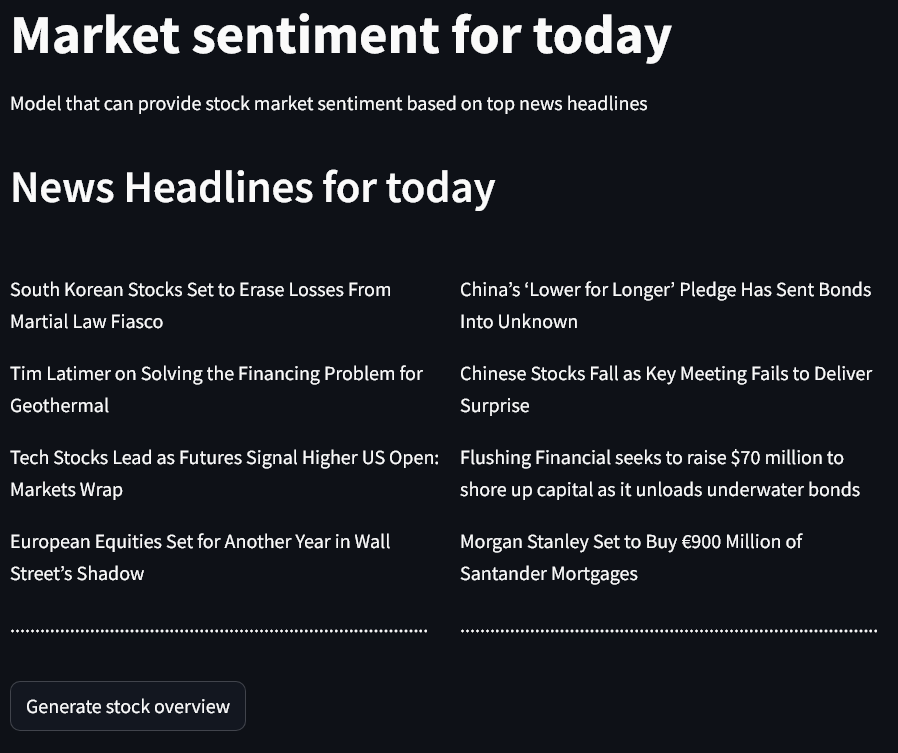 Market sentiment for today
Model that can provide stock market sentiment based on top news headlines
News Headlines for today
South Korean Stocks Set to Erase Losses From
Martial Law Fiasco
Tim Latimer on Solving the Financing Problem for
Geothermal
Tech Stocks Lead as Futures Signal Higher US Open:
Markets Wrap
European Equities Set for Another Year in Wall
Street’s Shadow
China’s ‘Lower for Longer’ Pledge Has Sent Bonds
Into Unknown
Chinese Stocks Fall as Key Meeting Fails to Deliver
Surprise
Flushing Financial seeks to raise $70 million to
shore up capital as it unloads underwater bonds
Morgan Stanley Set to Buy €900 Million of
Santander Mortgages
Generate stock overview